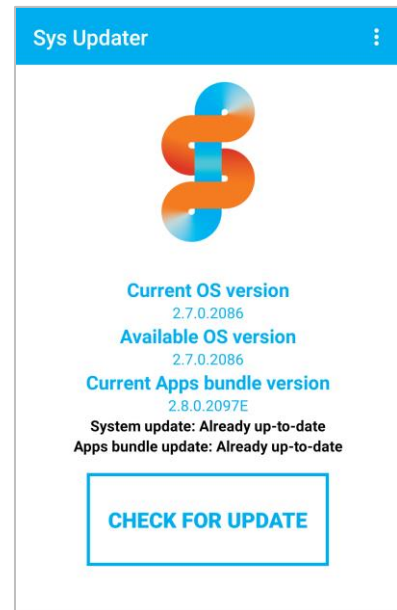 Sys Updater
Current OS version
2.7.0.2086
Available OS version
2.7.0.2086
Current Apps bundle version
2.8.0.2097E
System update: Already up-to-date
Apps bundle update: Already up-to-date
CHECK FOR UPDATE